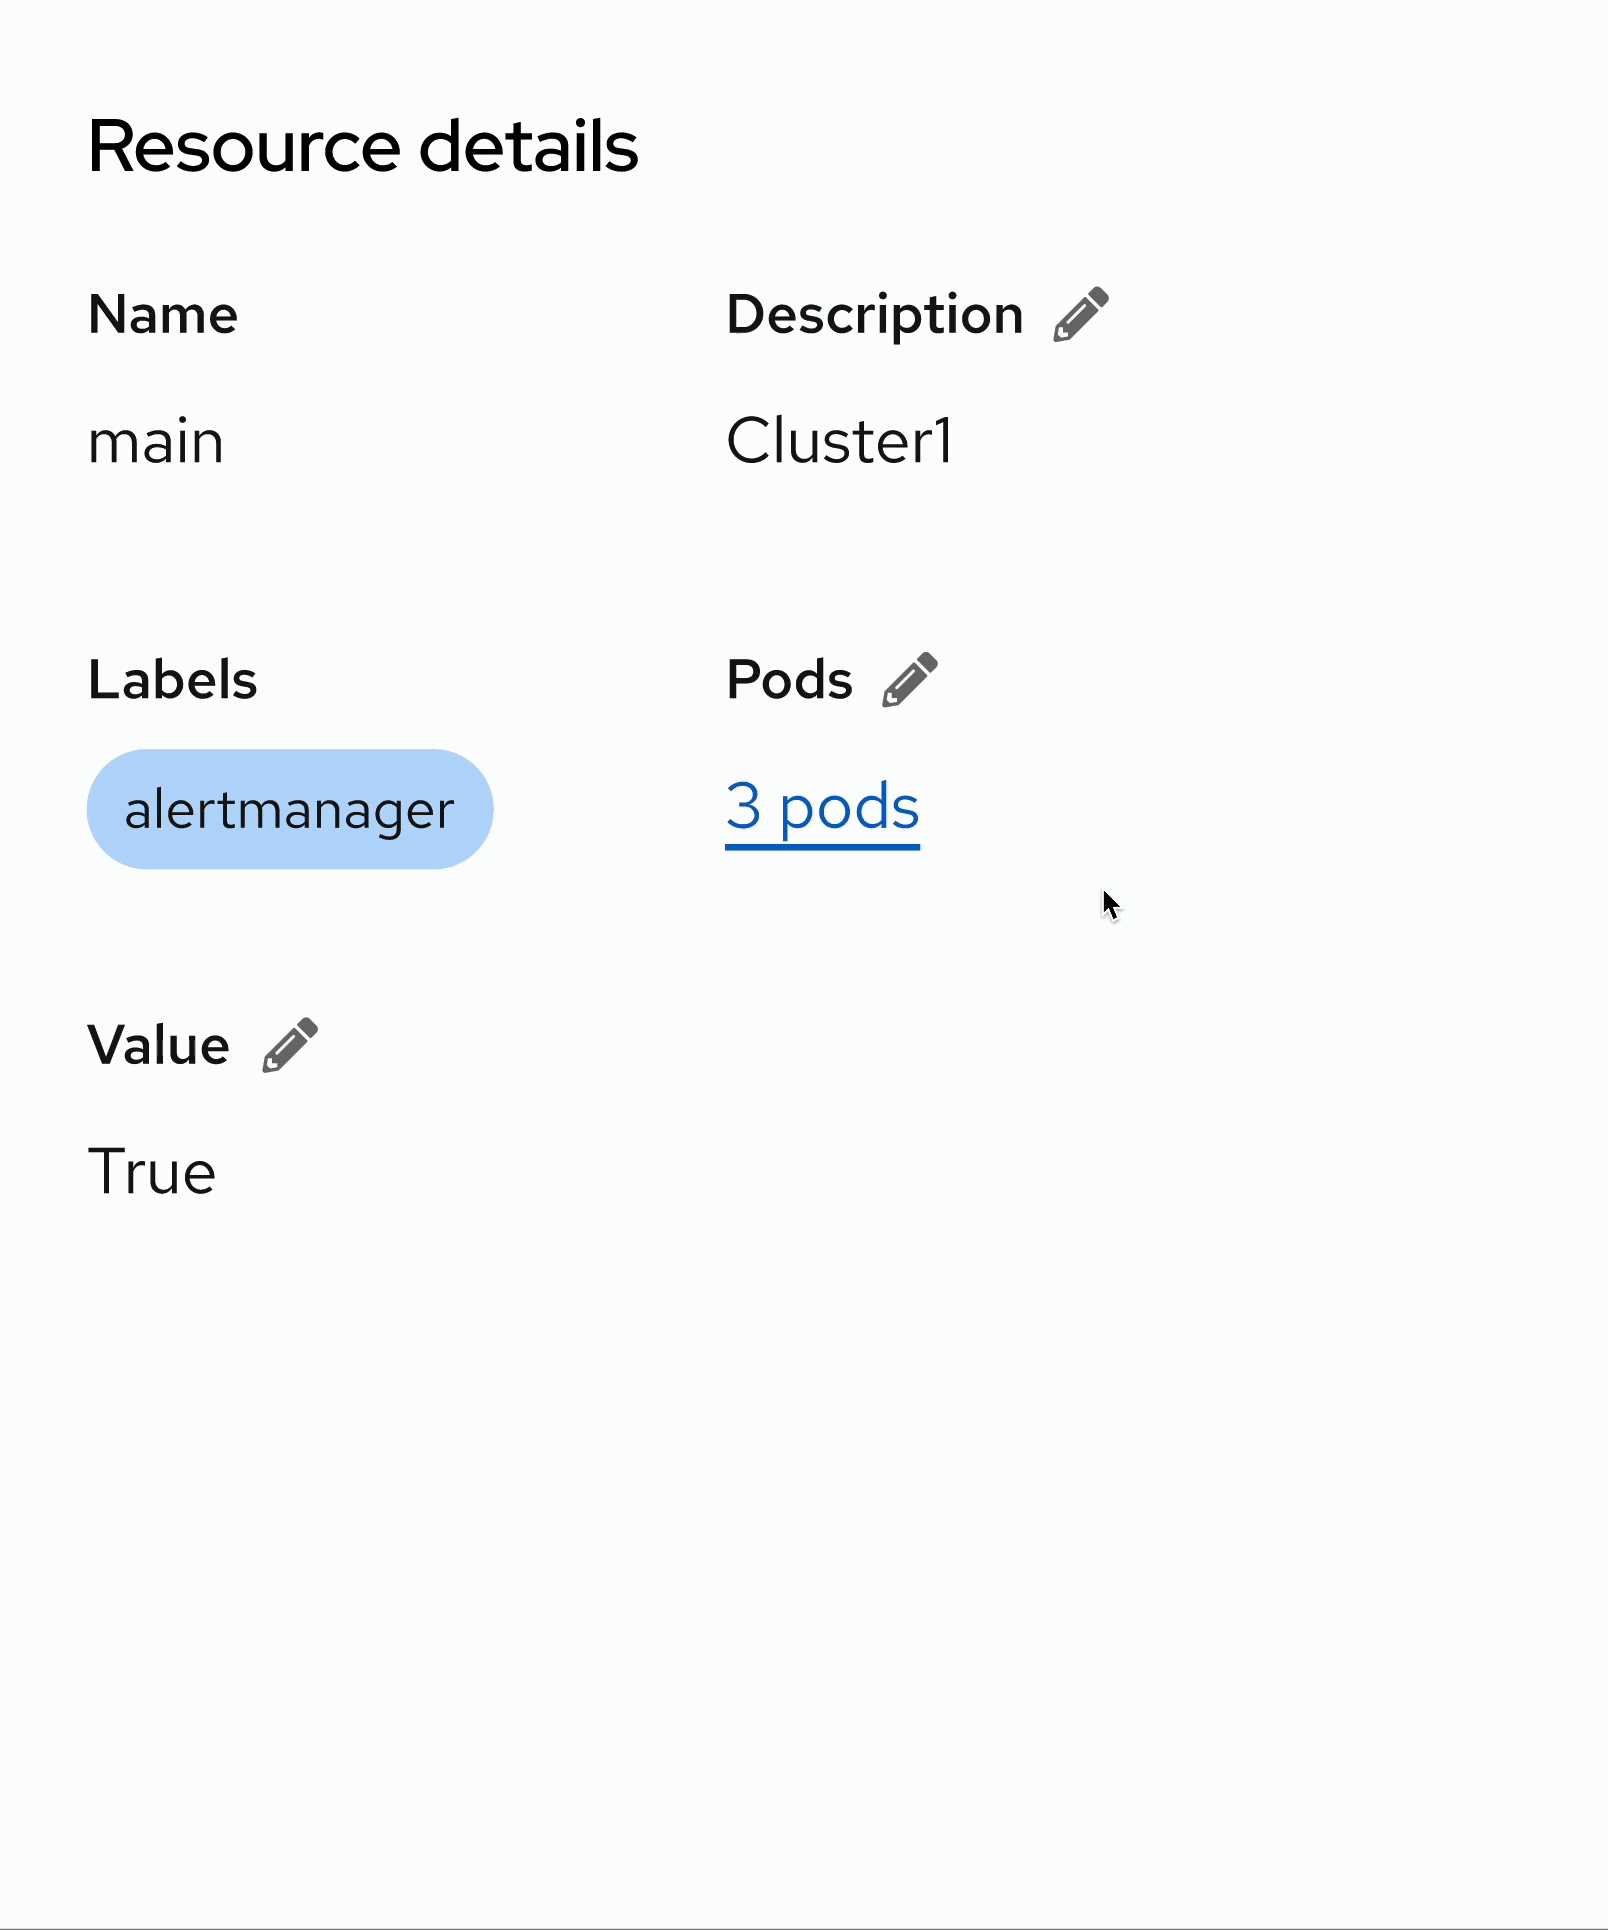 Resource details
Name
Description
main
Cluster1
Labels
Pods
alertmanager
3 pods
Value
True